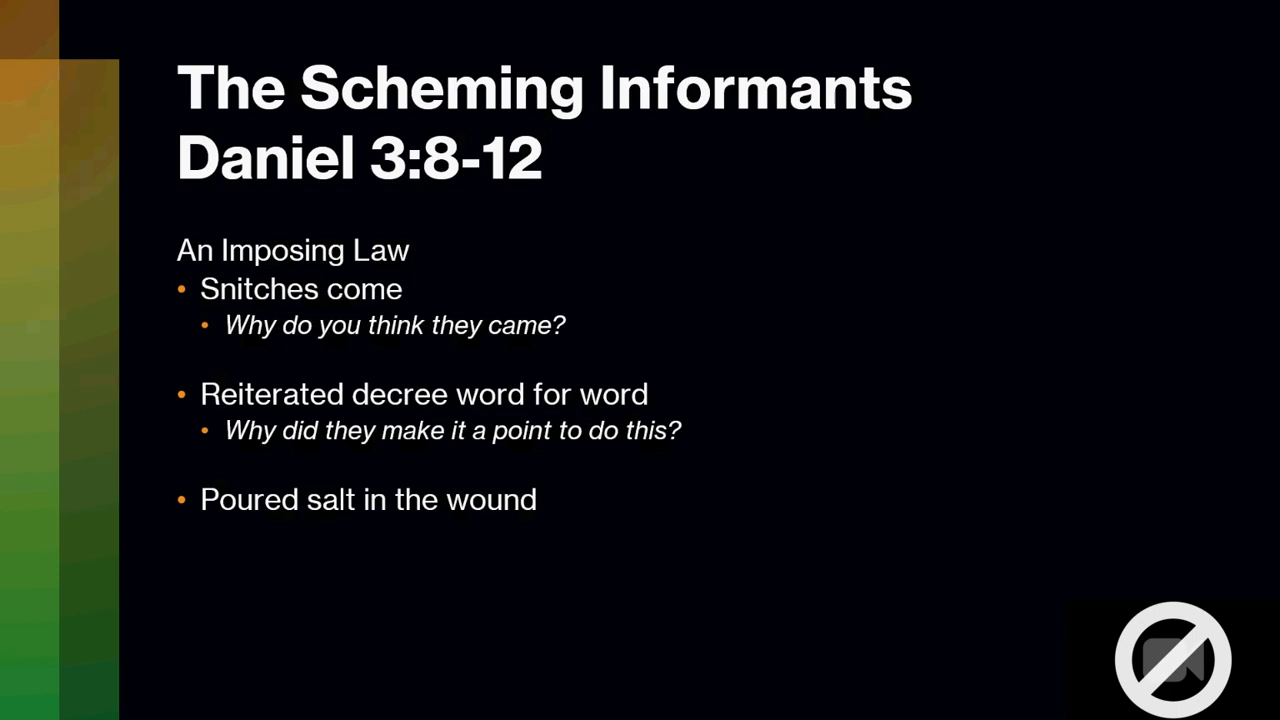 The Scheming Informants
Daniel 3:8-12
An Imposing Law
• Snitches come
• Why do you think they came?
• Reiterated decree word for word
• Why did they make it a point to do this?
• Poured salt in the wound